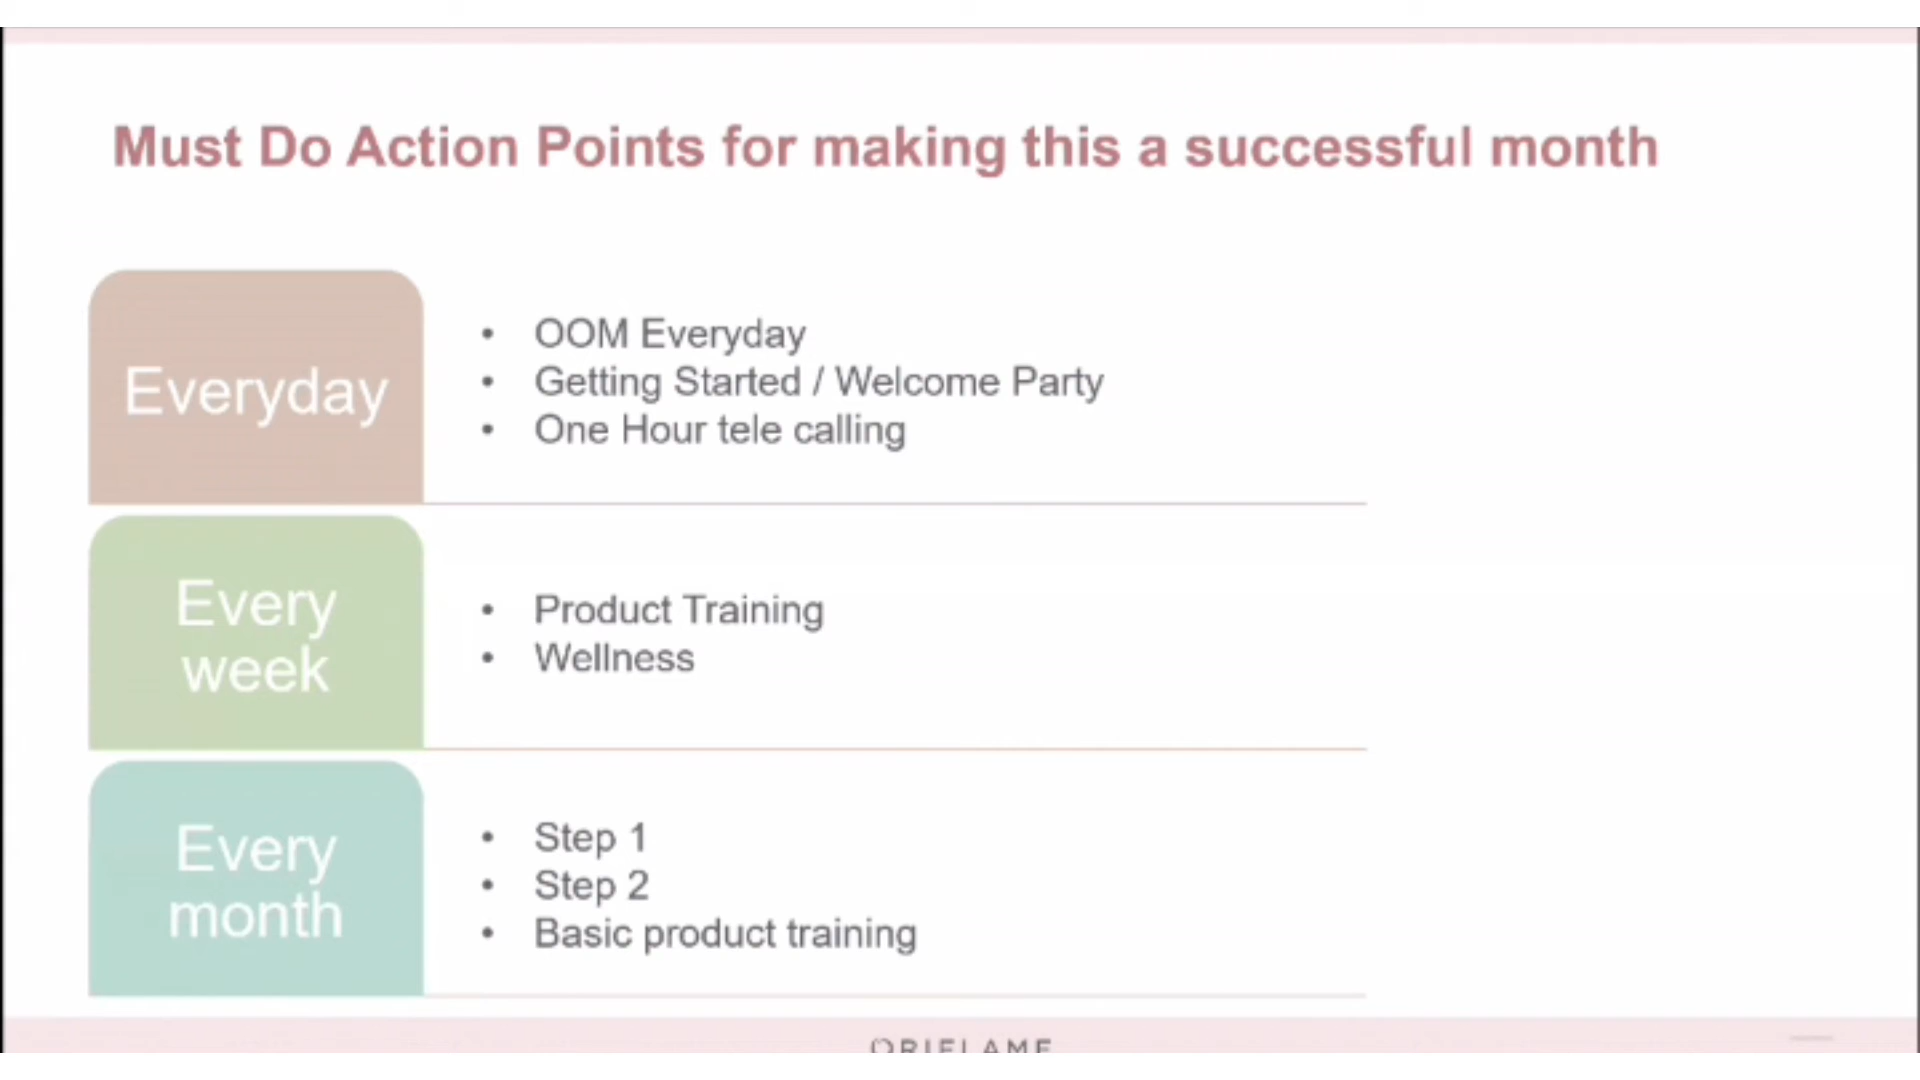 Must Do Action Points for making this a successful month
Everyday
• OOM Everyday
• Getting Started / Welcome Party
• One Hour tele calling
Every
week
• Product Training
• Wellness
Every
month
• Step 1
• Step 2
• Basic product training
ORIFLAME